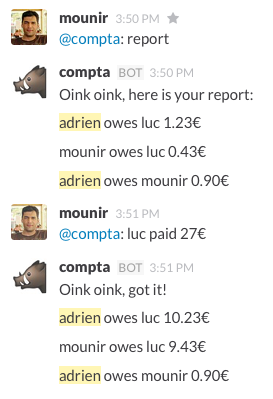 mounir 3:50 PM
@compta: report
compta BOT 3:50 PM
Oink oink, here is your report:
adrien owes luc 1.23€
mounir owes luc 0.43€
adrien owes mounir 0.90€
mounir 3:51 PM
@compta: luc paid 27€
compta BOT 3:51 PM
Oink oink, got it!
adrien owes luc 10.23€
mounir owes luc 9.43€
adrien owes mounir 0.90€